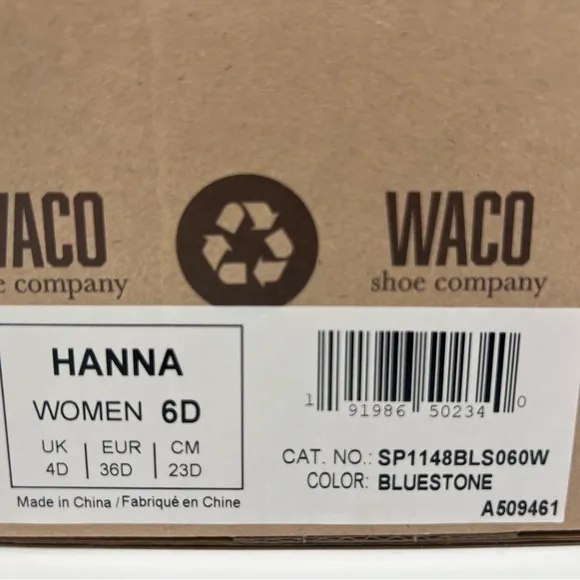 WACO
shoe company
WACO
shoe company
HANNA
WOMEN 6D
UK | EUR | CM
4D | 36D | 23D
Made in China / Fabriqué en Chine
1 91986 50234 0
CAT. NO.: SP1148BLS060W
COLOR: BLUESTONE
A509461